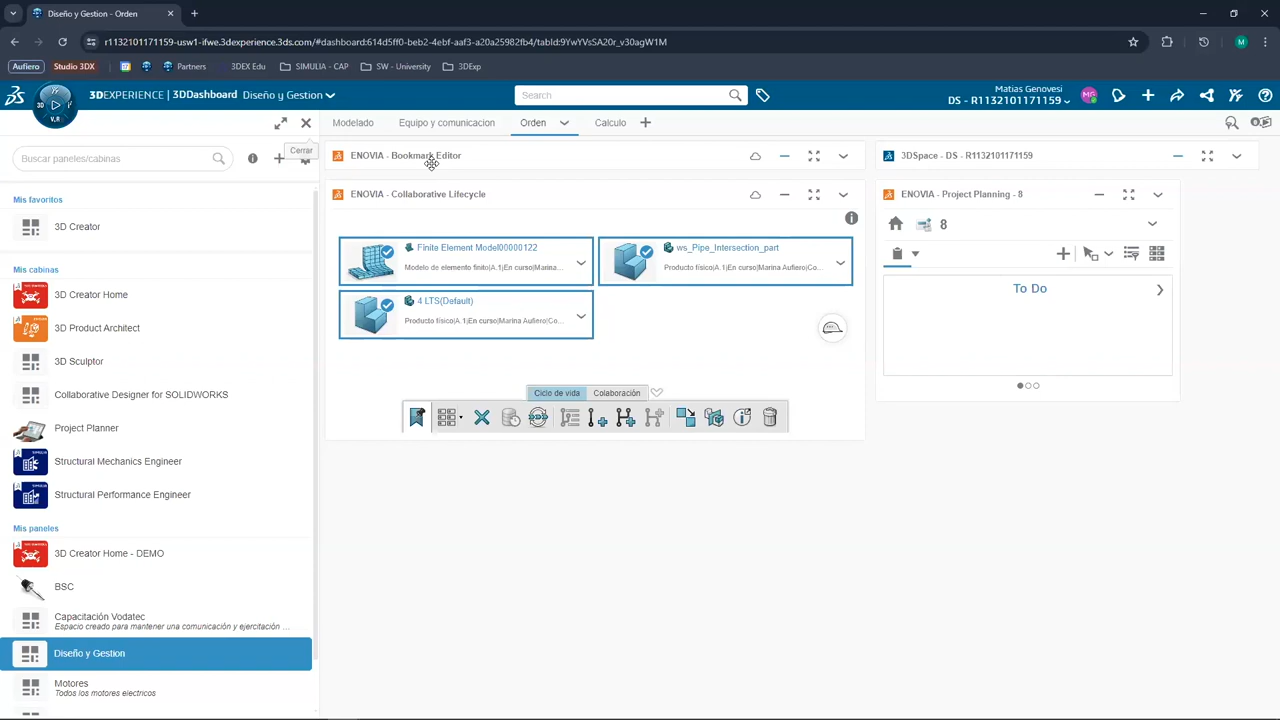 Diseño y Gestion - Orden
r1132101171159-usw1-ifwe.3dexperience.3ds.com/#dashboard:614d5ff0-beb2-4ebf-aaf3-a20a25982fb4/tabId:9YwYVsSA20r_v30agW1M
M
Aufiero
Studio 3DX
Partners
3DEX Edu
SIMULIA - CAP
SW - University
3DExp
3DEXPERIENCE | 3DDashboard Diseño y Gestion
3D
V.R
Search
Matias Genovesi
DS - R1132101171159
MG
Modelado
Equipo y comunicacion
Orden
Calculo
Cerrar
Buscar paneles/cabinas
Mis favoritos
3D Creator
Mis cabinas
3D Creator Home
3D Product Architect
3D Sculptor
Collaborative Designer for SOLIDWORKS
Project Planner
Structural Mechanics Engineer
Structural Performance Engineer
Mis paneles
3D Creator Home - DEMO
BSC
Capacitación Vodatec
Espacio creado para mantener una comunicación y ejercitación ...
Diseño y Gestion
Motores
Todos los motores electricos
ENOVIA - Bookmark Editor
ENOVIA - Collaborative Lifecycle
Finite Element Model00000122
Modelo de elemento finito|A.1|En curso|Marina...
ws_Pipe_Intersection_part
Producto físico|A.1|En curso|Marina Aufiero|Co...
4 LTS(Default)
Producto físico|A.1|En curso|Marina Aufiero|Co...
Ciclo de vida
Colaboración
3DSpace - DS - R1132101171159
ENOVIA - Project Planning - 8
8
To Do